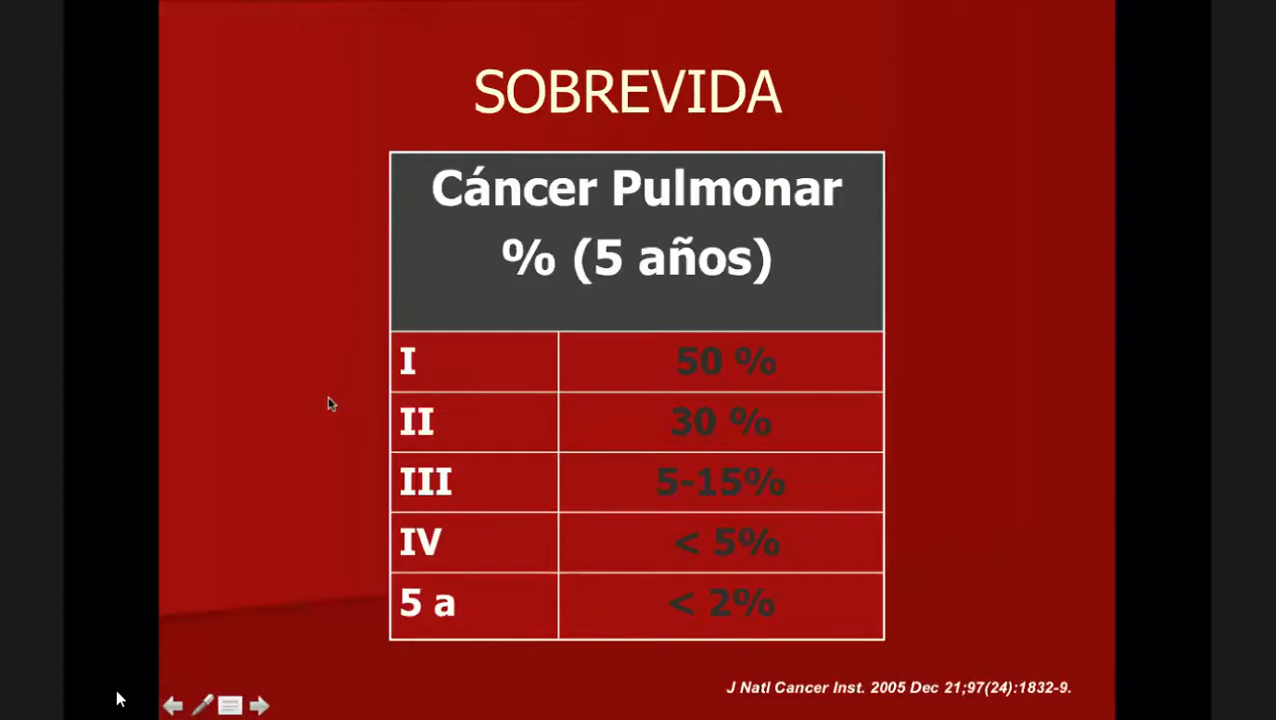 SOBREVIDA
Cáncer Pulmonar
% (5 años)
I 50 %
II 30 %
III 5-15%
IV < 5%
5 a < 2%
J Natl Cancer Inst. 2005 Dec 21;97(24):1832-9.